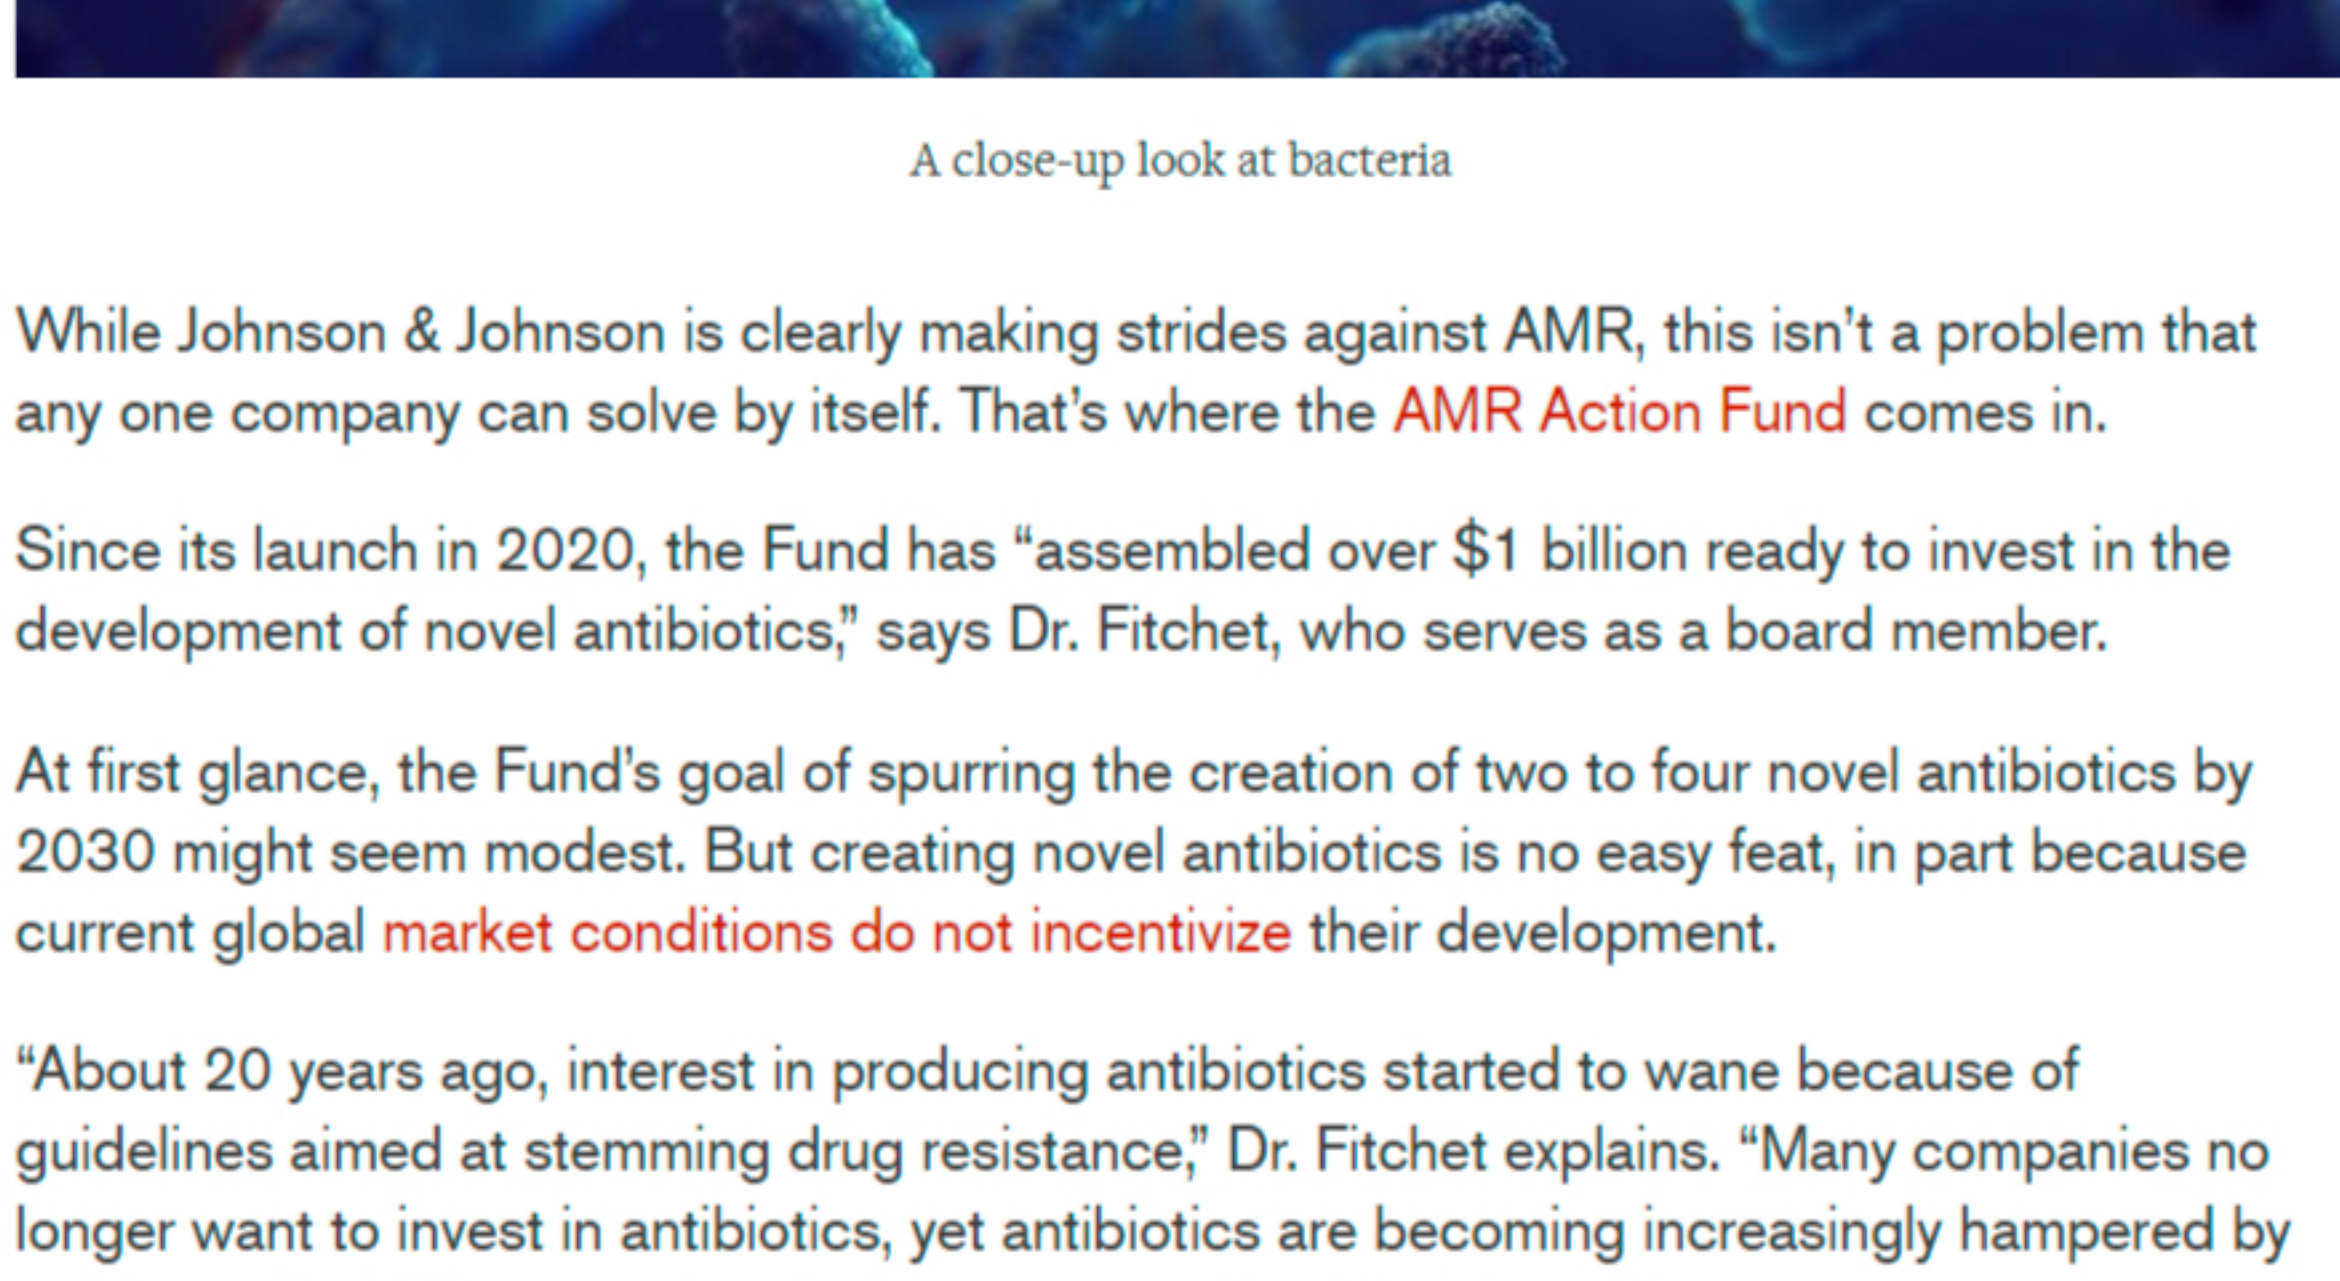 A close-up look at bacteria
While Johnson & Johnson is clearly making strides against AMR, this isn’t a problem that
any one company can solve by itself. That’s where the AMR Action Fund comes in.
Since its launch in 2020, the Fund has “assembled over $1 billion ready to invest in the
development of novel antibiotics,” says Dr. Fitchet, who serves as a board member.
At first glance, the Fund’s goal of spurring the creation of two to four novel antibiotics by
2030 might seem modest. But creating novel antibiotics is no easy feat, in part because
current global market conditions do not incentivize their development.
“About 20 years ago, interest in producing antibiotics started to wane because of
guidelines aimed at stemming drug resistance,” Dr. Fitchet explains. “Many companies no
longer want to invest in antibiotics, yet antibiotics are becoming increasingly hampered by